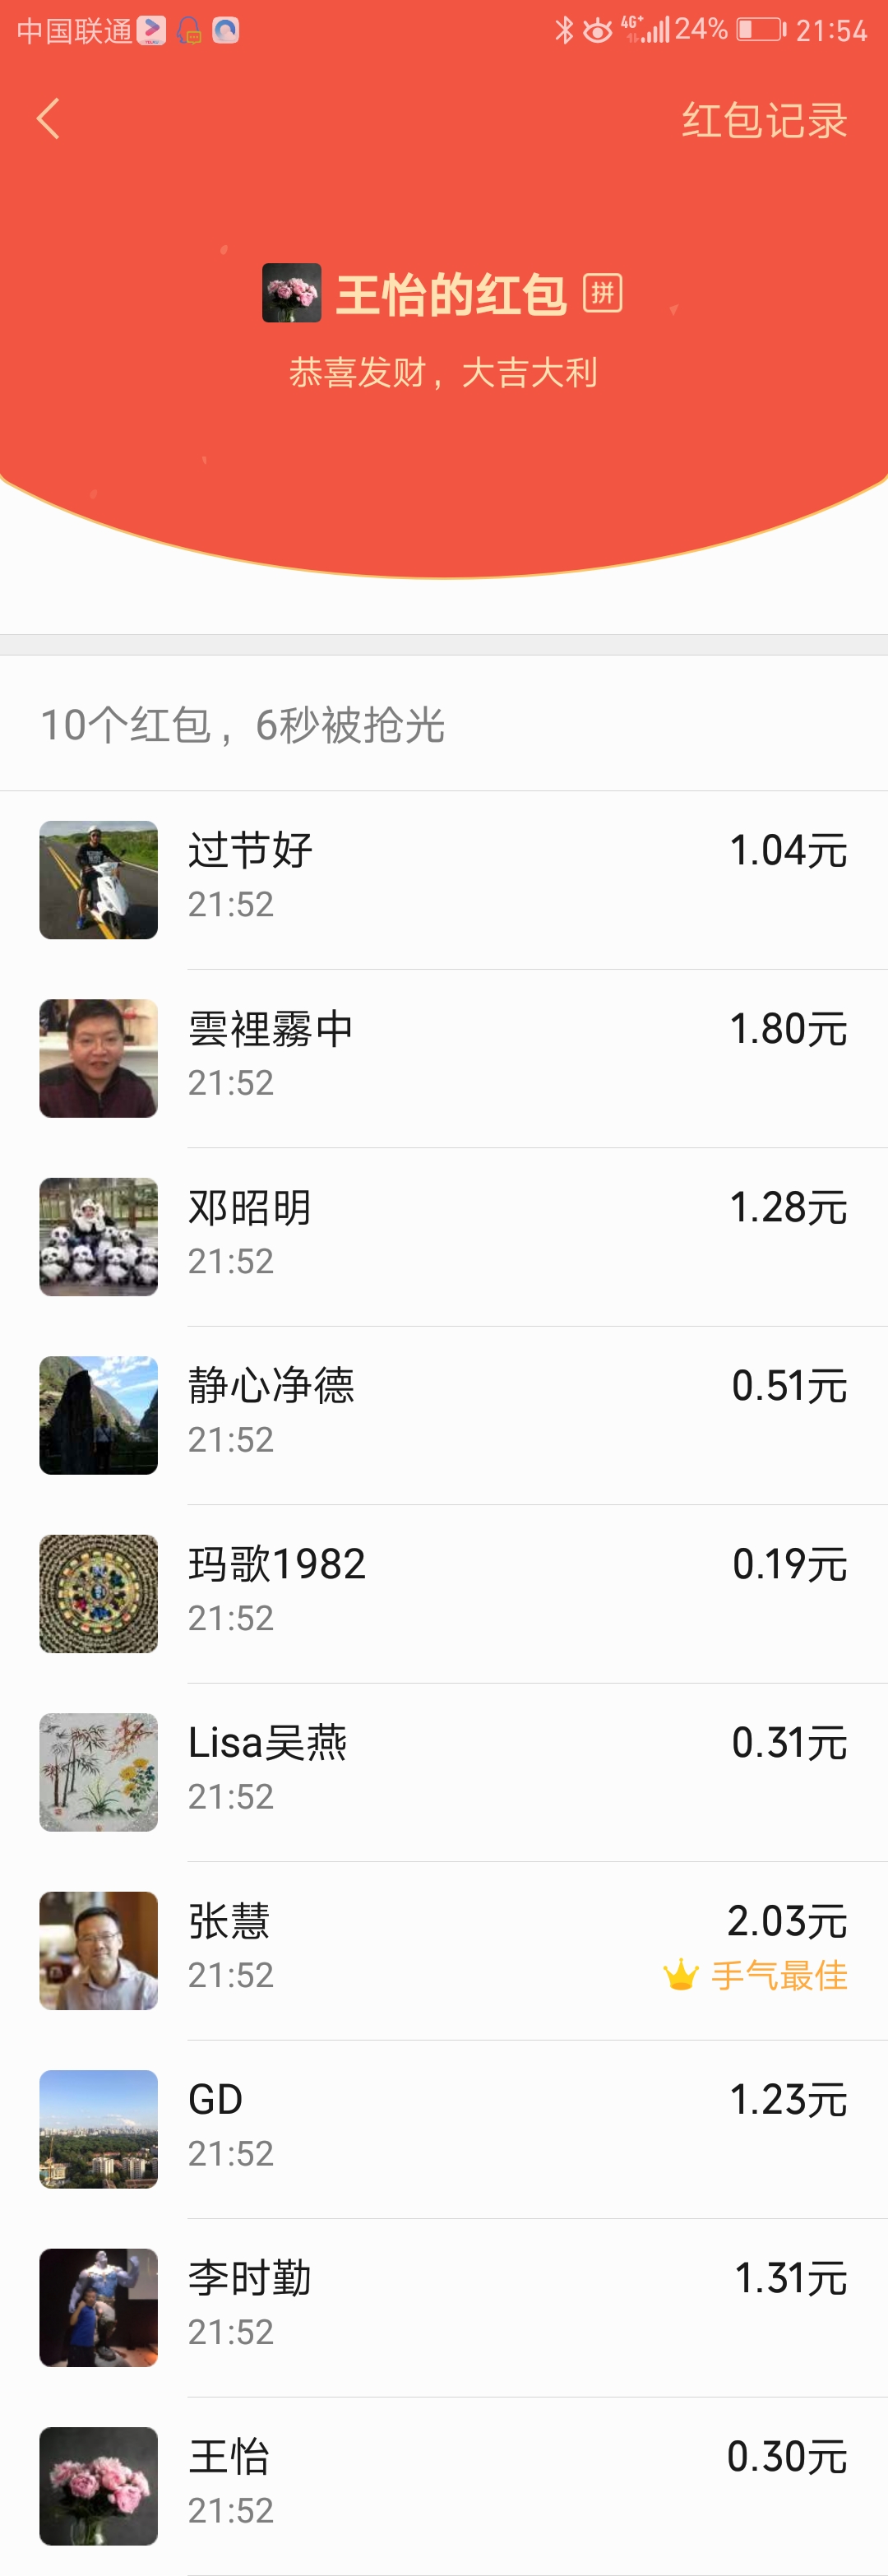 中国联通 4G+ 24% 21:54
红包记录
王怡的红包 拼
恭喜发财，大吉大利
10个红包，6秒被抢光
过节好 1.04元
21:52
雲裡霧中 1.80元
21:52
邓昭明 1.28元
21:52
静心净德 0.51元
21:52
玛歌1982 0.19元
21:52
Lisa吴燕 0.31元
21:52
张慧 2.03元
21:52 手气最佳
GD 1.23元
21:52
李时勤 1.31元
21:52
王怡 0.30元
21:52